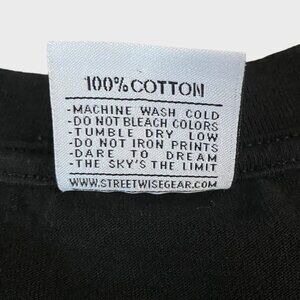 100% COTTON
-MACHINE WASH COLD
-DO NOT BLEACH COLORS
-TUMBLE DRY LOW
-DO NOT IRON PRINTS
-DARE TO DREAM
-THE SKY'S THE LIMIT
WWW.STREETWISEGEAR.COM